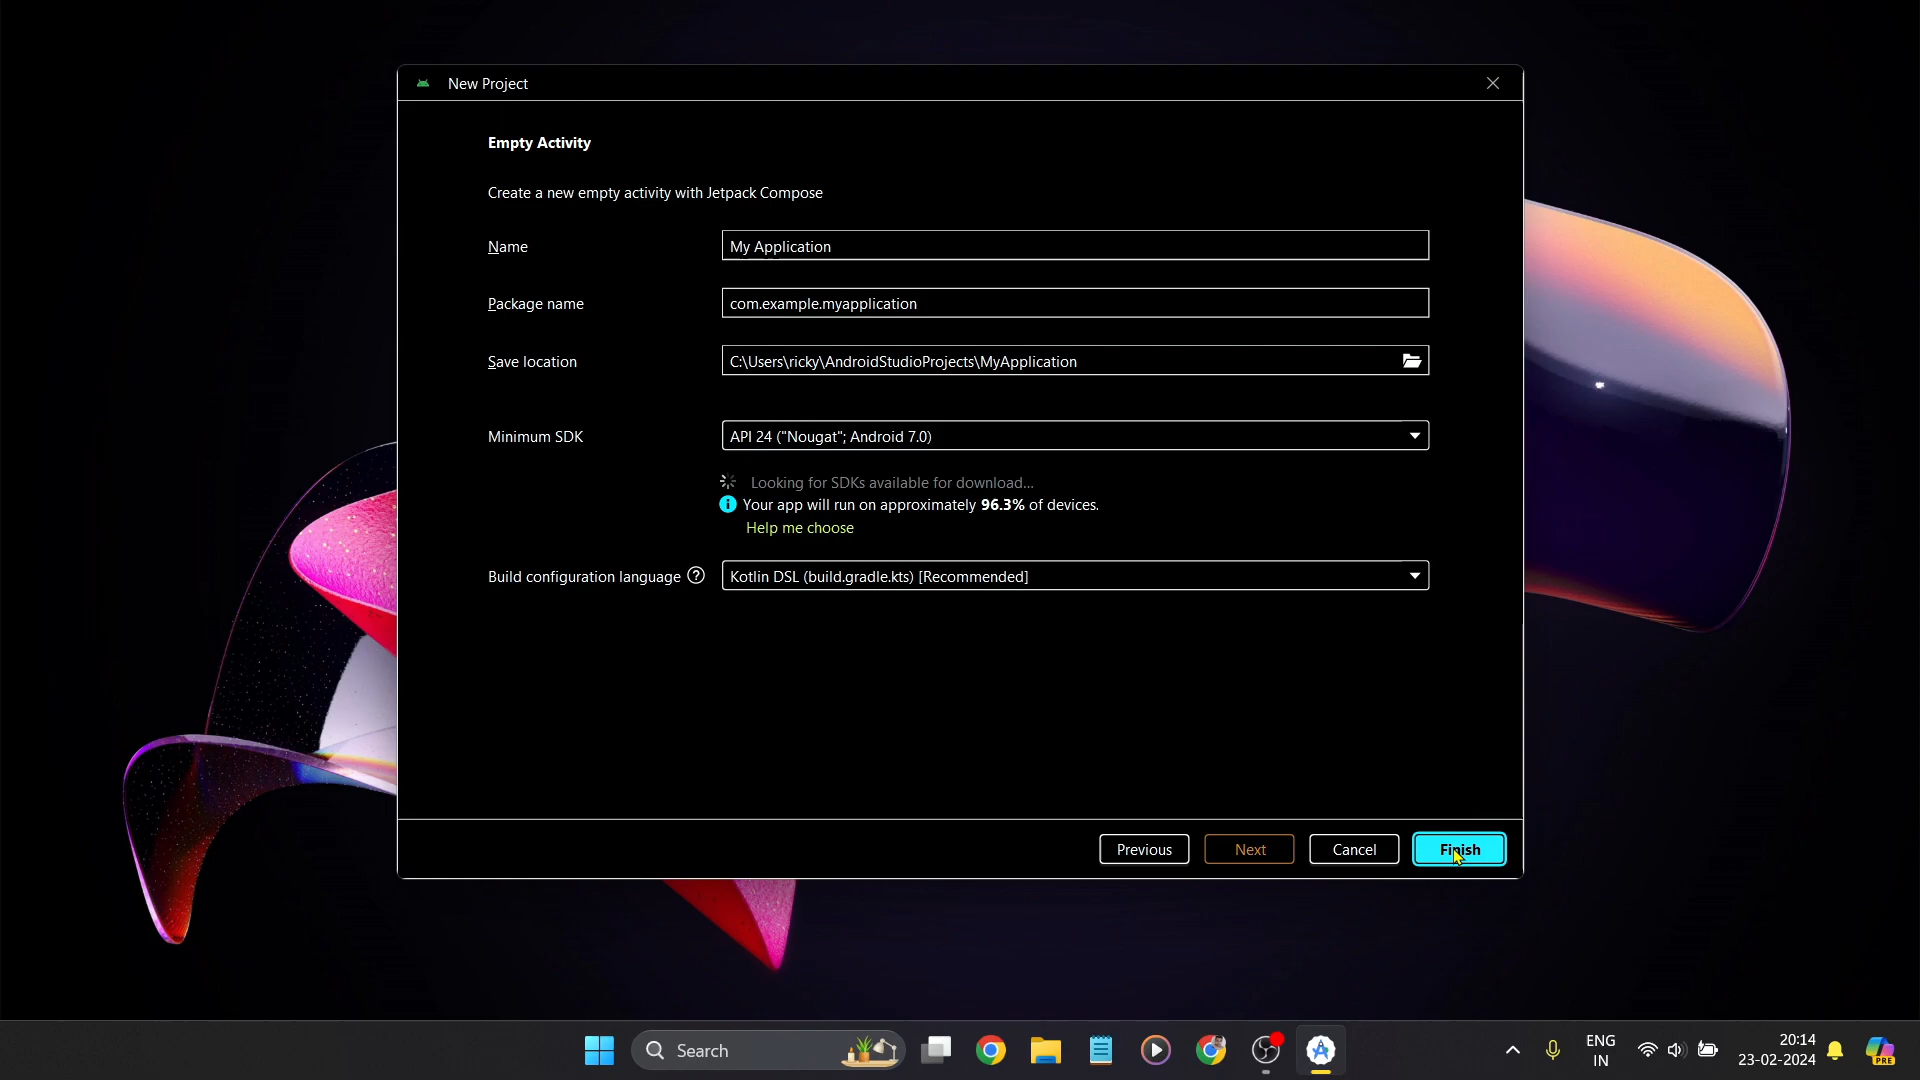 New Project
Empty Activity
Create a new empty activity with Jetpack Compose
Name
My Application
Package name
com.example.myapplication
Save location
C:\Users\ricky\AndroidStudioProjects\MyApplication
Minimum SDK
API 24 ("Nougat"; Android 7.0)
Looking for SDKs available for download...
Your app will run on approximately 96.3% of devices.
Help me choose
Build configuration language
Kotlin DSL (build.gradle.kts) [Recommended]
Previous
Next
Cancel
Finish
Search
ENG
IN
20:14
23-02-2024
PRE